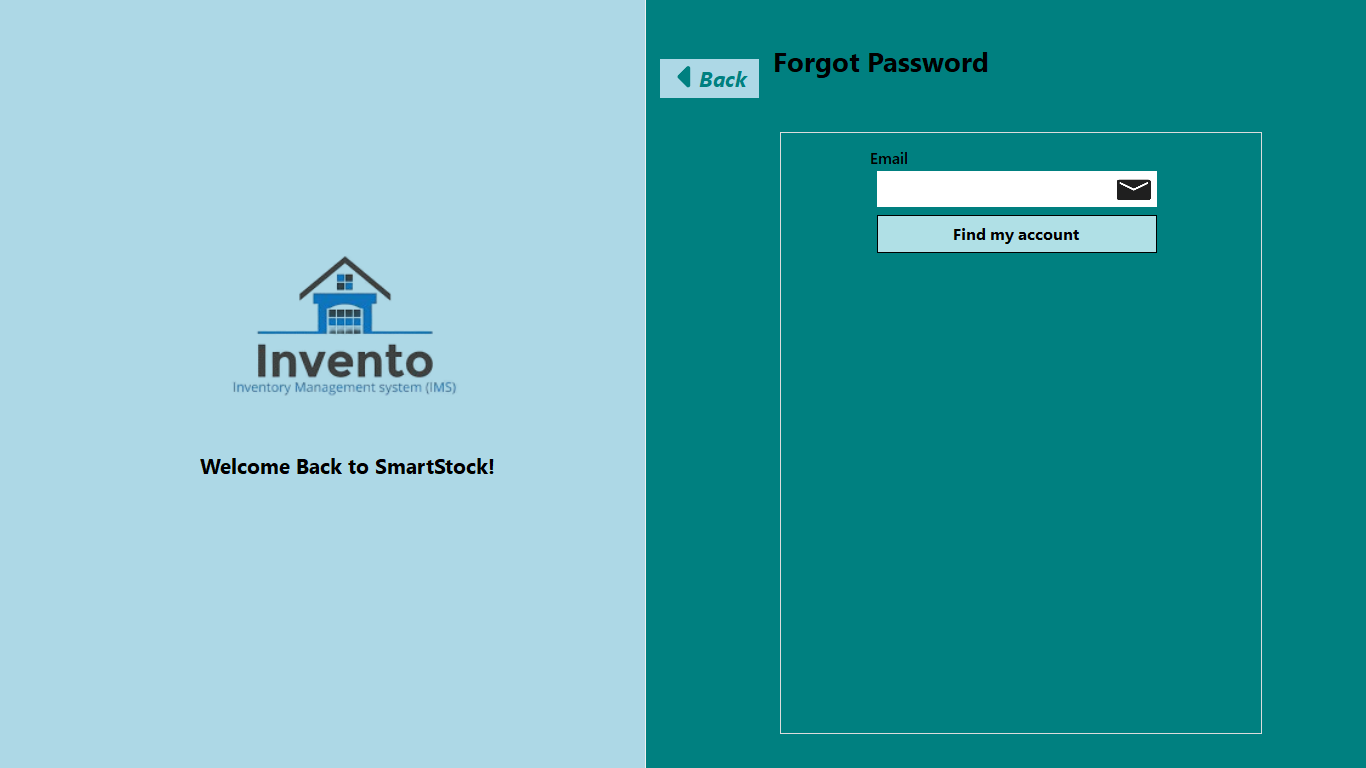 Invento
Inventory Management system (IMS)
Welcome Back to SmartStock!
Back
Forgot Password
Email
Find my account